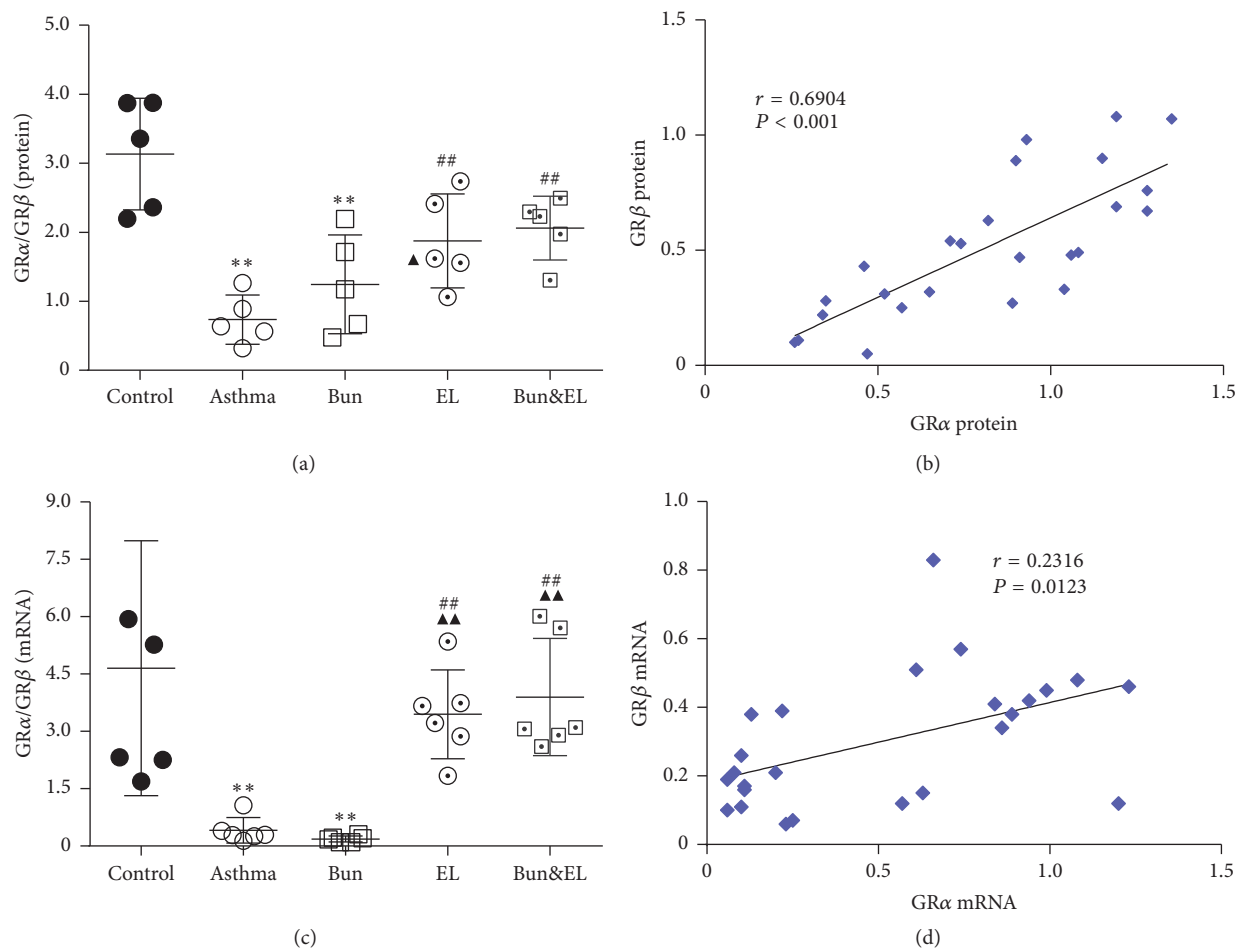 5.0
4.0
3.0
2.0
1.0
0
GRα/GRβ (protein)
**
**
##
▲
##
Control Asthma Bun EL Bun&EL
(a)
1.5
1.0
0.5
0
GRβ protein
r = 0.6904
P < 0.001
0 0.5 1.0 1.5
GRα protein
(b)
9.0
7.5
6.0
4.5
3.0
1.5
0
GRα/GRβ (mRNA)
**
**
##
▲▲
##
▲▲
Control Asthma Bun EL Bun&EL
(c)
1.0
0.8
0.6
0.4
0.2
0
GRβ mRNA
r = 0.2316
P = 0.0123
0 0.5 1.0 1.5
GRα mRNA
(d)